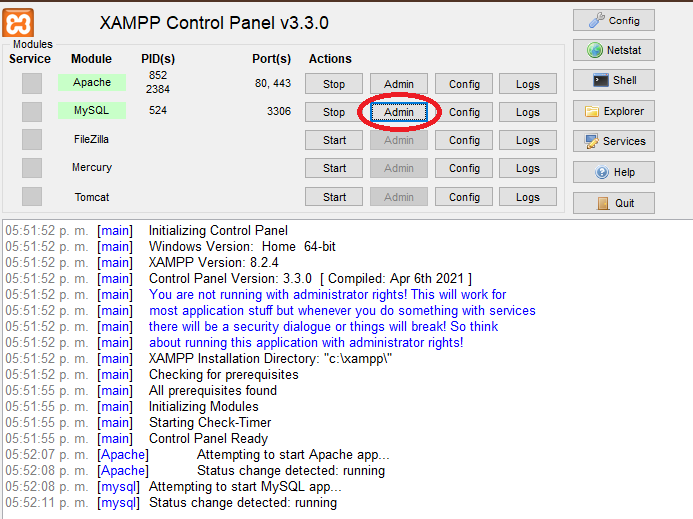 XAMPP Control Panel v3.3.0
Config
Modules
Service Module PID(s) Port(s) Actions
Netstat
Apache 852 80, 443 Stop Admin Config Logs
2384
Shell
MySQL 524 3306 Stop Admin Config Logs
Explorer
FileZilla Start Admin Config Logs
Services
Mercury Start Admin Config Logs
Help
Tomcat Start Admin Config Logs
Quit
05:51:52 p. m. [main] Initializing Control Panel
05:51:52 p. m. [main] Windows Version: Home 64-bit
05:51:52 p. m. [main] XAMPP Version: 8.2.4
05:51:52 p. m. [main] Control Panel Version: 3.3.0 [ Compiled: Apr 6th 2021 ]
05:51:52 p. m. [main] You are not running with administrator rights! This will work for
05:51:52 p. m. [main] most application stuff but whenever you do something with services
05:51:52 p. m. [main] there will be a security dialogue or things will break! So think
05:51:52 p. m. [main] about running this application with administrator rights!
05:51:52 p. m. [main] XAMPP Installation Directory: "c:\xampp\"
05:51:52 p. m. [main] Checking for prerequisites
05:51:55 p. m. [main] All prerequisites found
05:51:55 p. m. [main] Initializing Modules
05:51:55 p. m. [main] Starting Check-Timer
05:51:55 p. m. [main] Control Panel Ready
05:52:07 p. m. [Apache] Attempting to start Apache app...
05:52:08 p. m. [Apache] Status change detected: running
05:52:08 p. m. [mysql] Attempting to start MySQL app...
05:52:11 p. m. [mysql] Status change detected: running